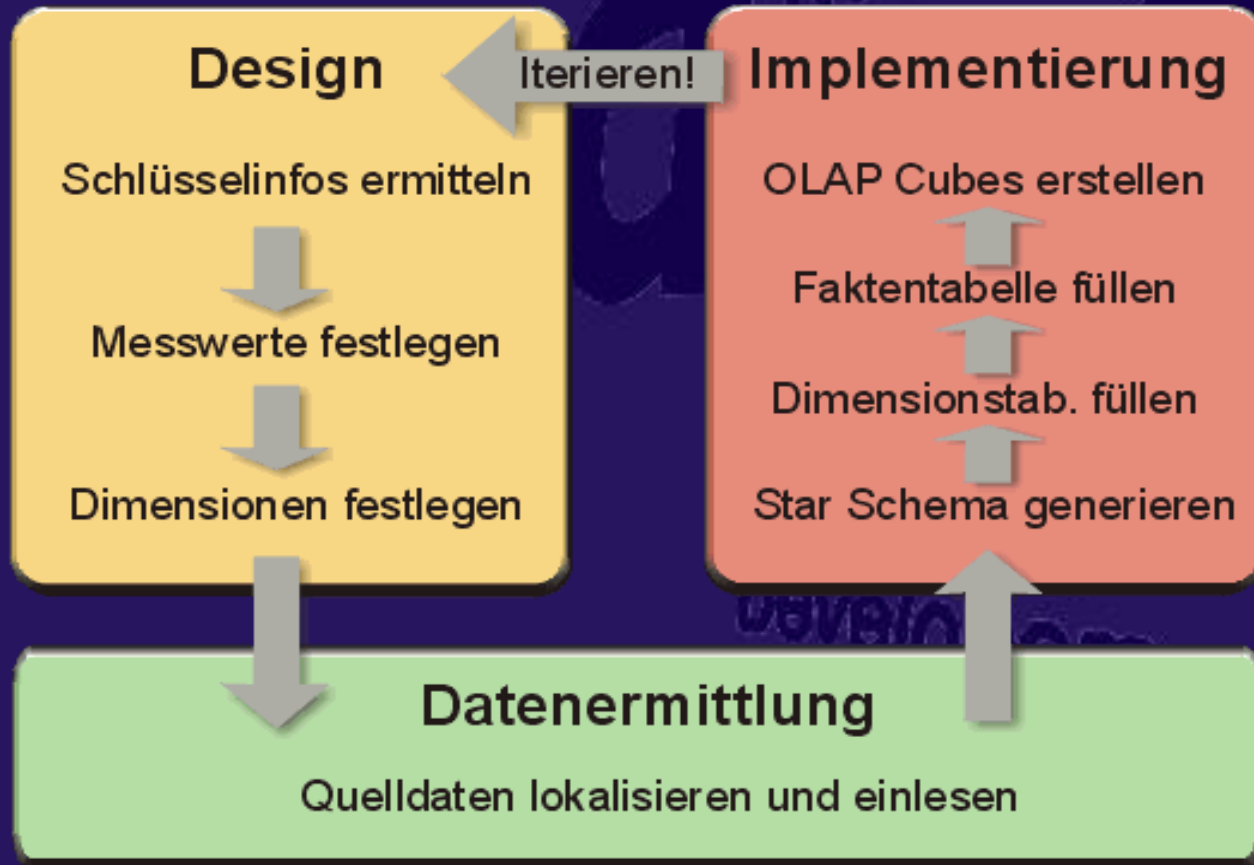 Design
Iterieren!
Implementierung
Schlüsselinfos ermitteln
Messwerte festlegen
Dimensionen festlegen
OLAP Cubes erstellen
Faktentabelle füllen
Dimensionstab. füllen
Star Schema generieren
Datenermittlung
Quelldaten lokalisieren und einlesen